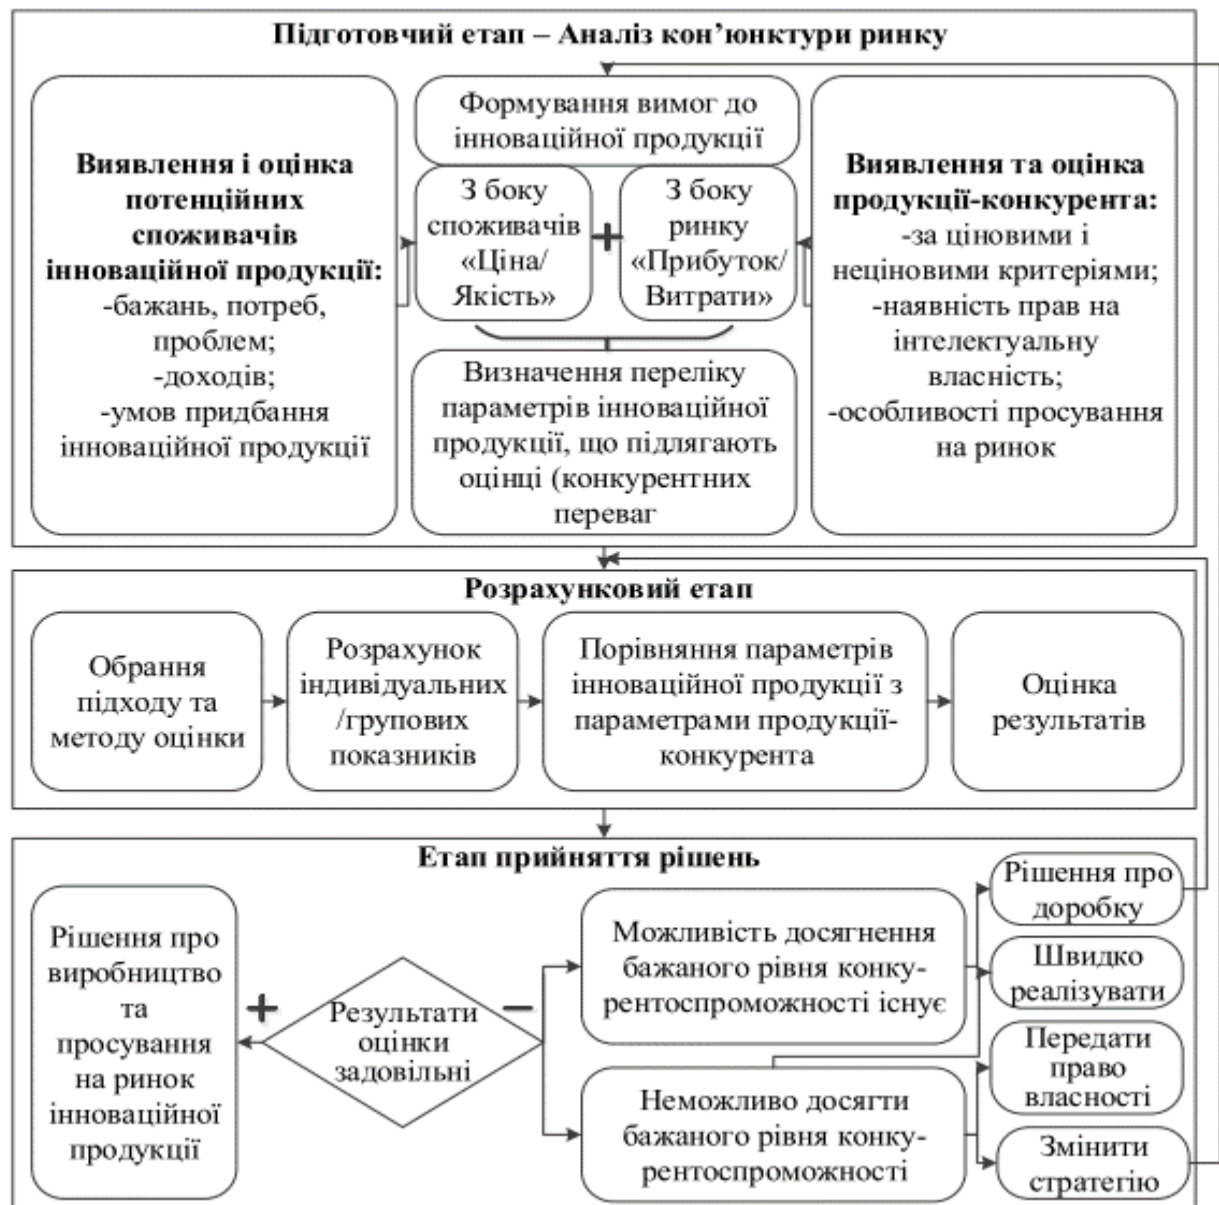 Підготовчий етап – Аналіз кон’юнктури ринку
Виявлення і оцінка
потенційних
споживачів
інноваційної продукції:
-бажань, потреб,
проблем;
-доходів;
-умов придбання
інноваційної продукції
Формування вимог до
інноваційної продукції
З боку
споживачів
«Ціна/
Якість»
+
З боку
ринку
«Прибуток/
Витрати»
Визначення переліку
параметрів інноваційної
продукції, що підлягають
оцінці (конкурентних
переваг
Виявлення та оцінка
продукції-конкурента:
-за ціновими і
неціновими критеріями;
-наявність прав на
інтелектуальну
власність;
-особливості просування
на ринок
Розрахунковий етап
Обрання
підходу та
методу оцінки
Розрахунок
індивідуальних
/групових
показників
Порівняння параметрів
інноваційної продукції з
параметрами продукції-
конкурента
Оцінка
результатів
Етап прийняття рішень
Рішення про
виробництво
та
просування
на ринок
інноваційної
продукції
+
Результати
оцінки
задовільні
–
Можливість досягнення
бажаного рівня конку-
рентоспроможності існує
Неможливо досягти
бажаного рівня конку-
рентоспроможності
Рішення про
доробку
Швидко
реалізувати
Передати
право
власності
Змінити
стратегію